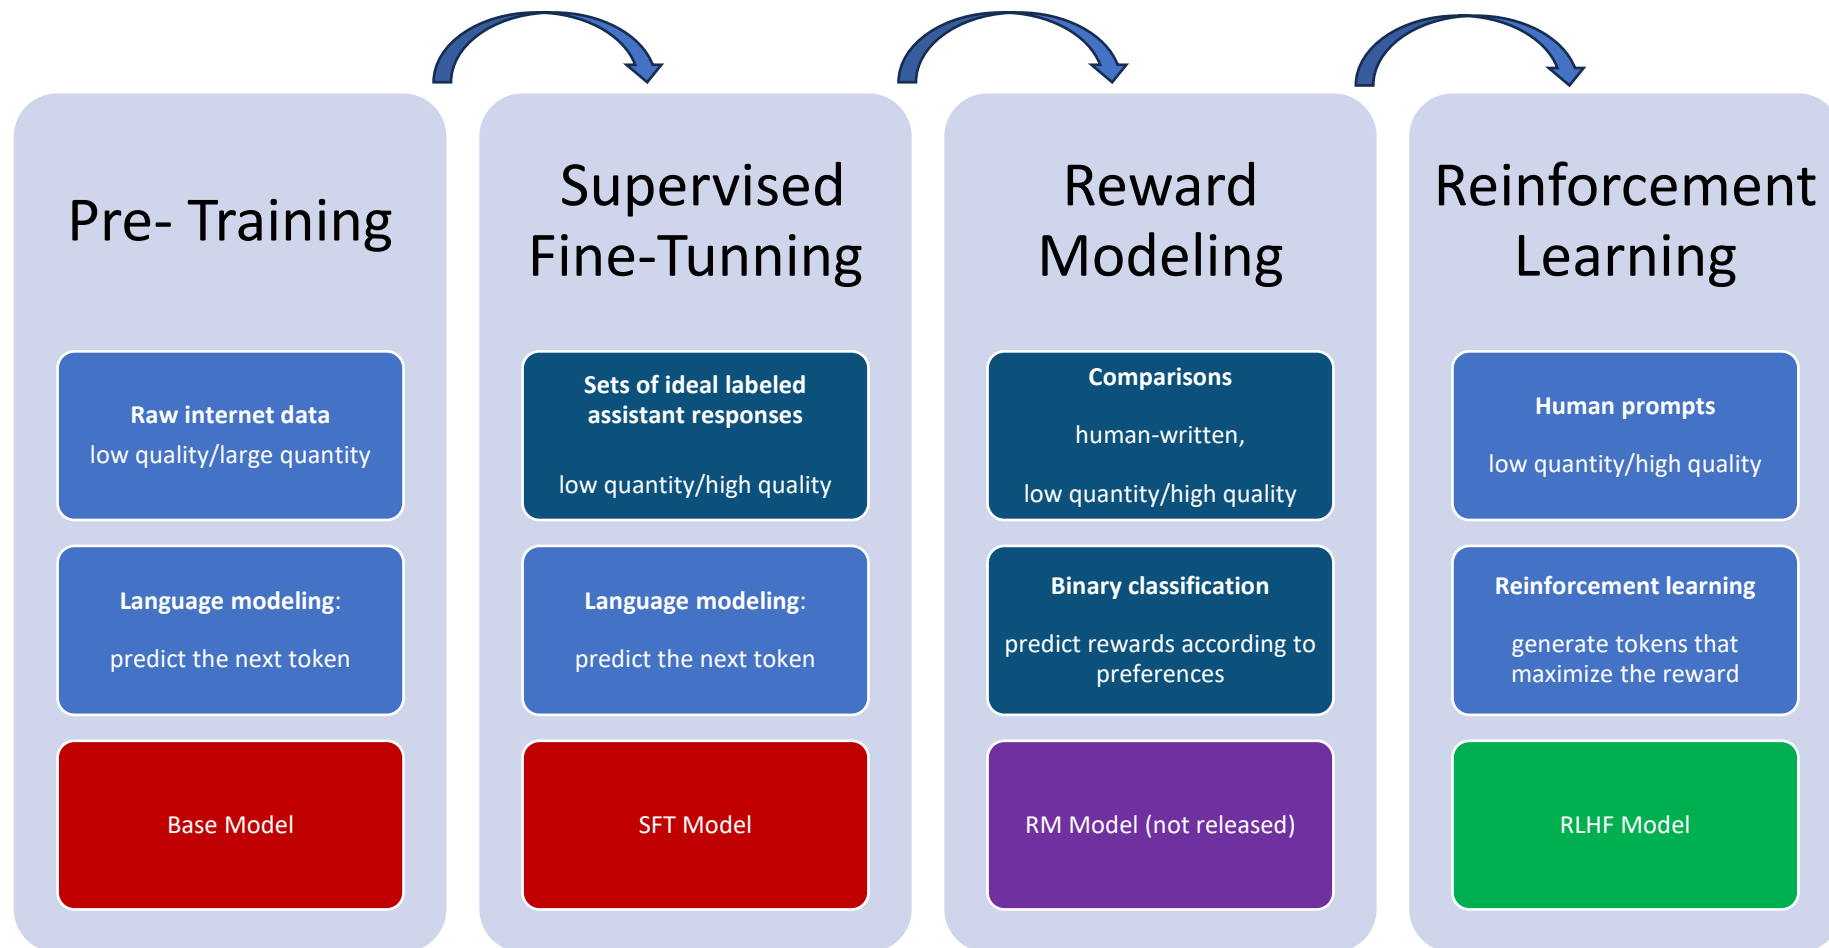 Pre- Training
Raw internet data
low quality/large quantity
Language modeling:
predict the next token
Base Model
Supervised
Fine-Tunning
Sets of ideal labeled
assistant responses
low quantity/high quality
Language modeling:
predict the next token
SFT Model
Reward
Modeling
Comparisons
human-written,
low quantity/high quality
Binary classification
predict rewards according to
preferences
RM Model (not released)
Reinforcement
Learning
Human prompts
low quantity/high quality
Reinforcement learning
generate tokens that
maximize the reward
RLHF Model